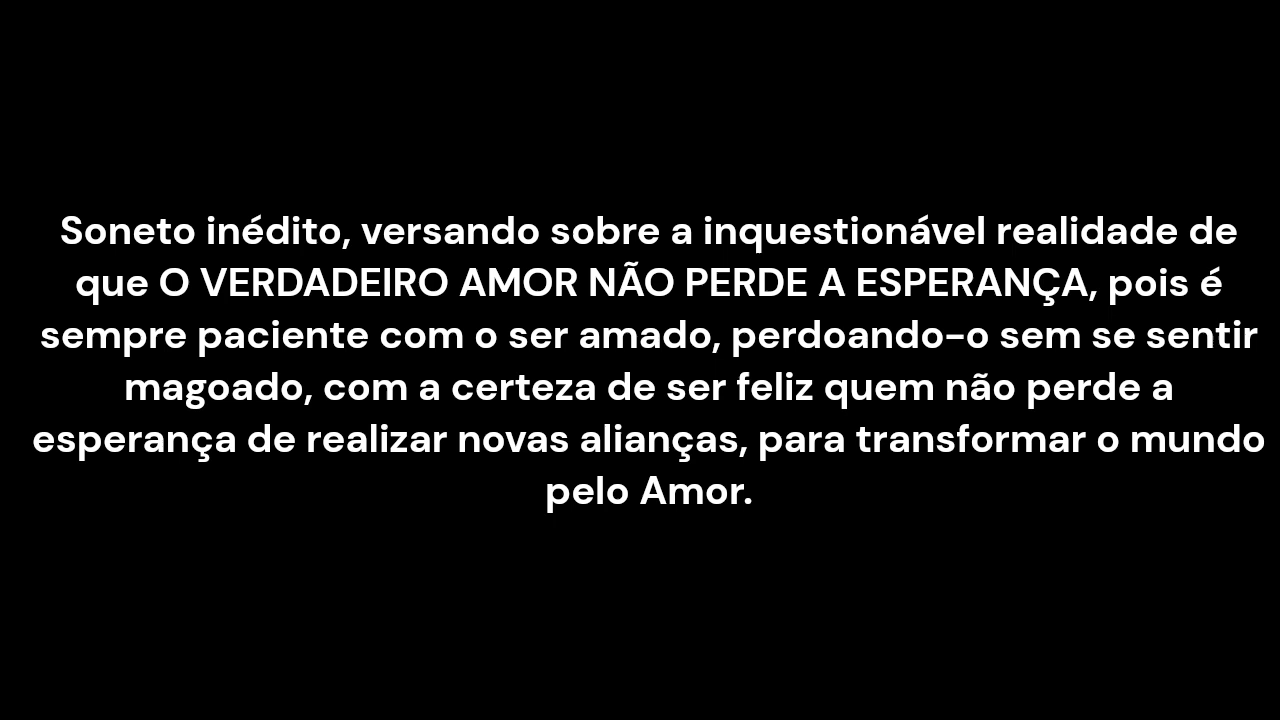 Soneto inédito, versando sobre a inquestionável realidade de
que O VERDADEIRO AMOR NÃO PERDE A ESPERANÇA, pois é
sempre paciente com o ser amado, perdoando-o sem se sentir
magoado, com a certeza de ser feliz quem não perde a
esperança de realizar novas alianças, para transformar o mundo
pelo Amor.